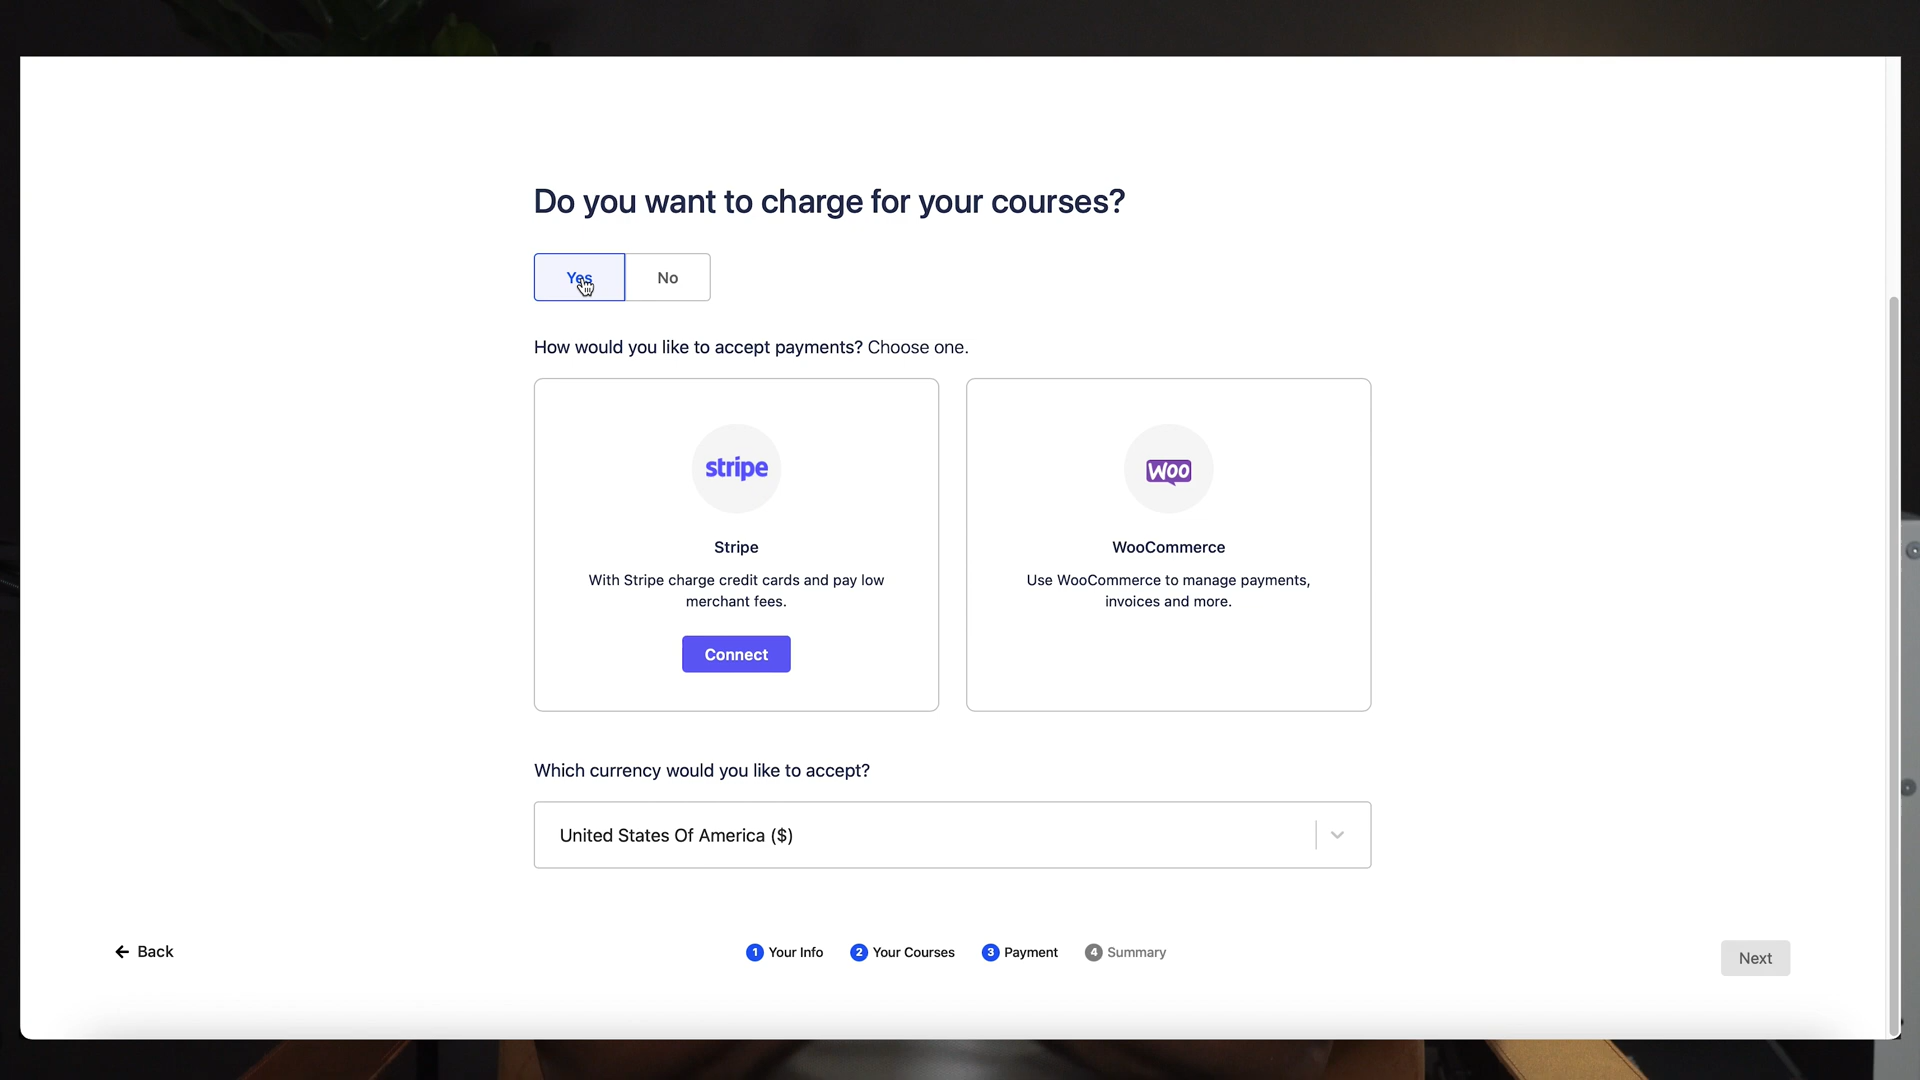 Do you want to charge for your courses?
Yes
No
How would you like to accept payments? Choose one.
stripe
Stripe
With Stripe charge credit cards and pay low
merchant fees.
Connect
WOO
WooCommerce
Use WooCommerce to manage payments,
invoices and more.
Which currency would you like to accept?
United States Of America ($)
Back
1 Your Info
2 Your Courses
3 Payment
4 Summary
Next